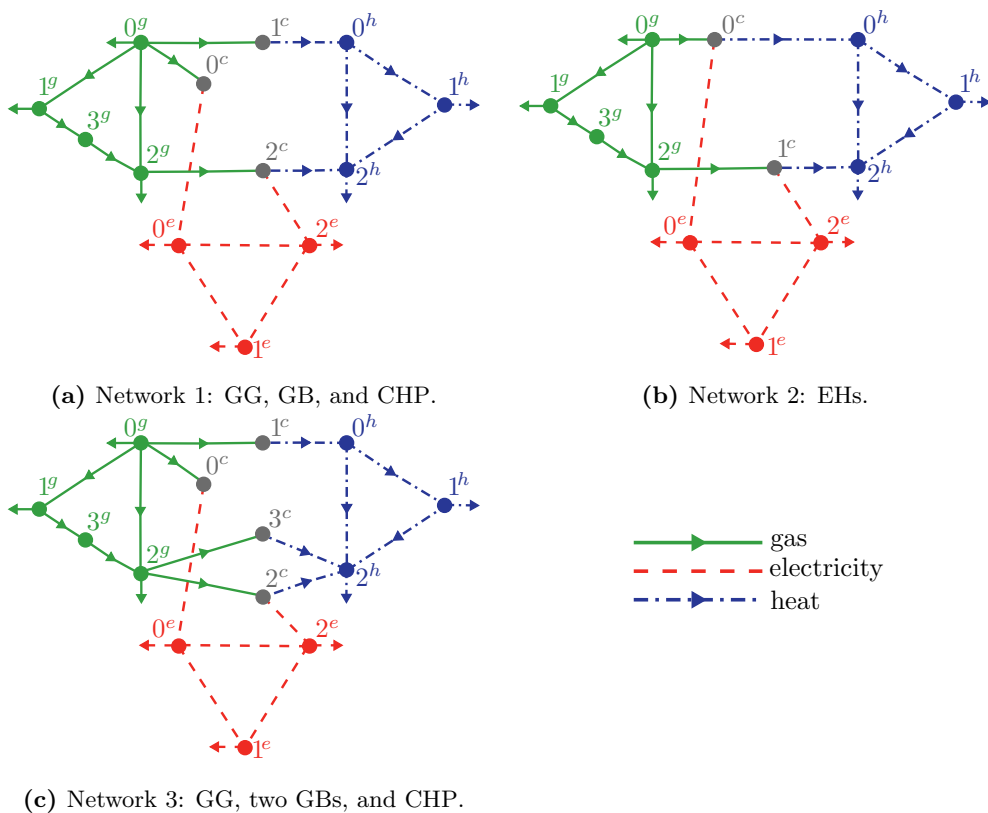 0^g 1^c 0^h 0^g 0^c 0^h
0^c
1^g 1^h 1^g 1^h
3^g 3^g
2^g 2^c 2^h 2^g 1^c 2^h
0^e 2^e 0^e 2^e
1^e 1^e
(a) Network 1: GG, GB, and CHP.
(b) Network 2: EHs.
0^g 1^c 0^h
0^c
1^g 1^h
3^g 3^c
2^g 2^c 2^h
0^e 2^e
1^e
gas
electricity
heat
(c) Network 3: GG, two GBs, and CHP.